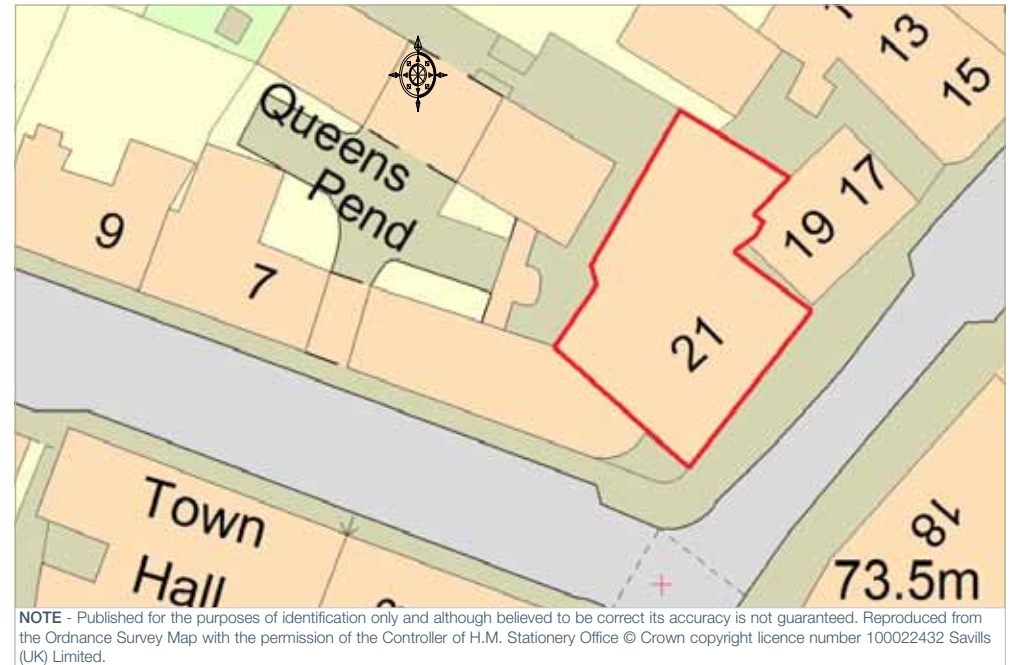 13
15
Queens
Pend
17
19
9
7
21
Town
Hall
18
73.5m
NOTE - Published for the purposes of identification only and although believed to be correct its accuracy is not guaranteed. Reproduced from
the Ordnance Survey Map with the permission of the Controller of H.M. Stationery Office © Crown copyright licence number 100022432 Savills
(UK) Limited.